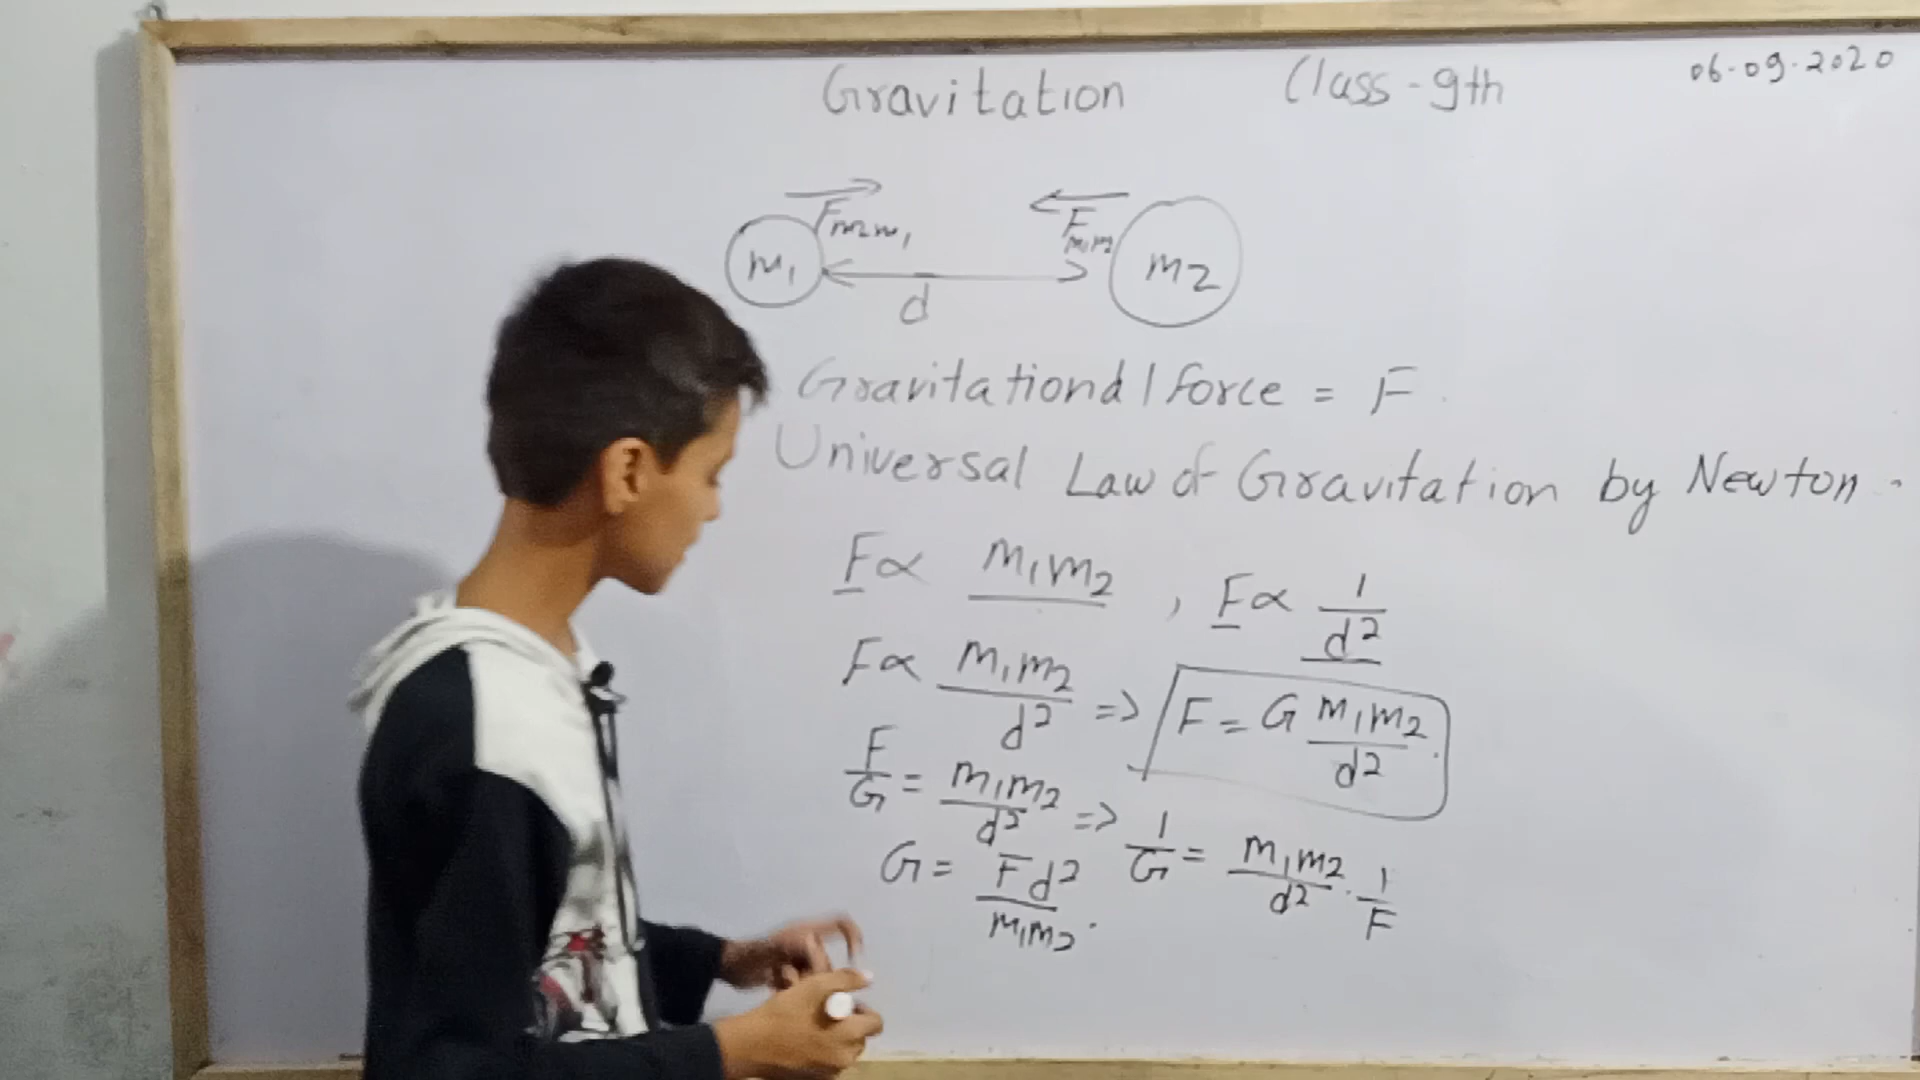 Gravitation Class-9th 06.09.2020
Fm2m1 Fm1m2
m1 m2
d
Gravitational Force = F
Universal Law of Gravitation by Newton.
F∝ m1m2 , F∝ 1/d²
F∝ m1m2/d² => F = G m1m2/d².
F/G = m1m2/d² => 1/G = m1m2/d² . 1/F
G = Fd²/m1m2.